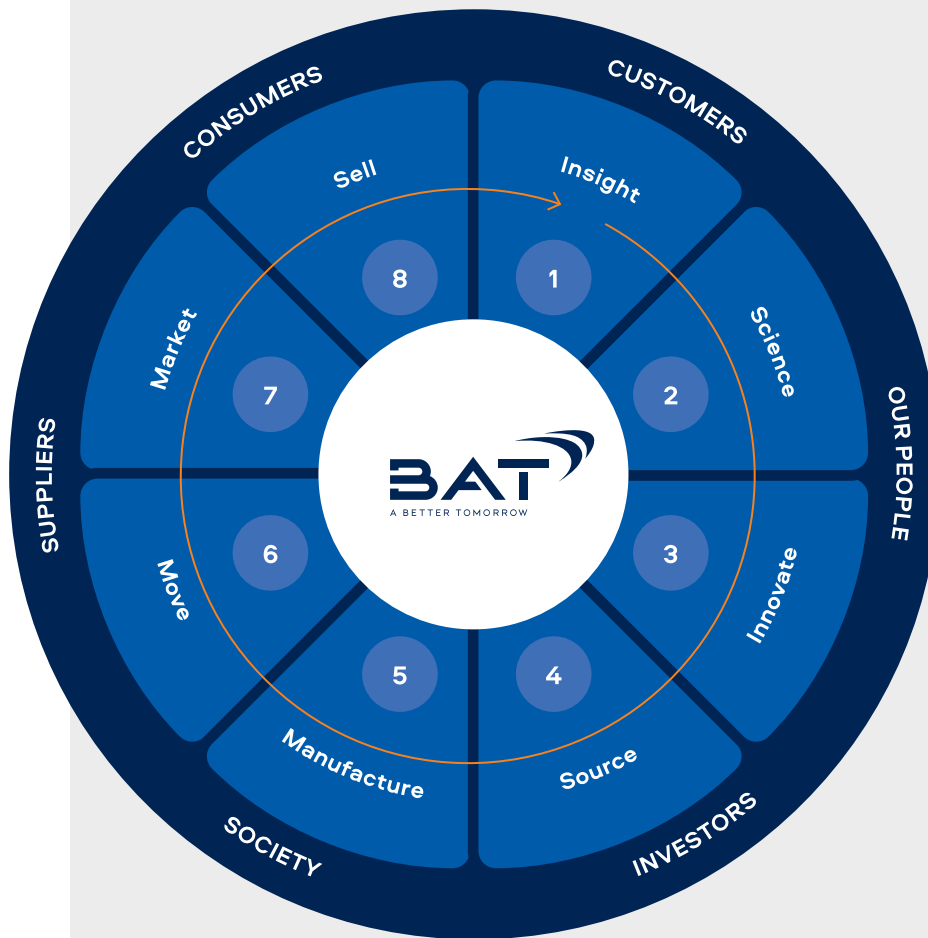 CONSUMERS
CUSTOMERS
OUR PEOPLE
INVESTORS
SOCIETY
SUPPLIERS
Insight
1
Science
2
Innovate
3
Source
4
Manufacture
5
Move
6
Market
7
Sell
8
BAT
A BETTER TOMORROW